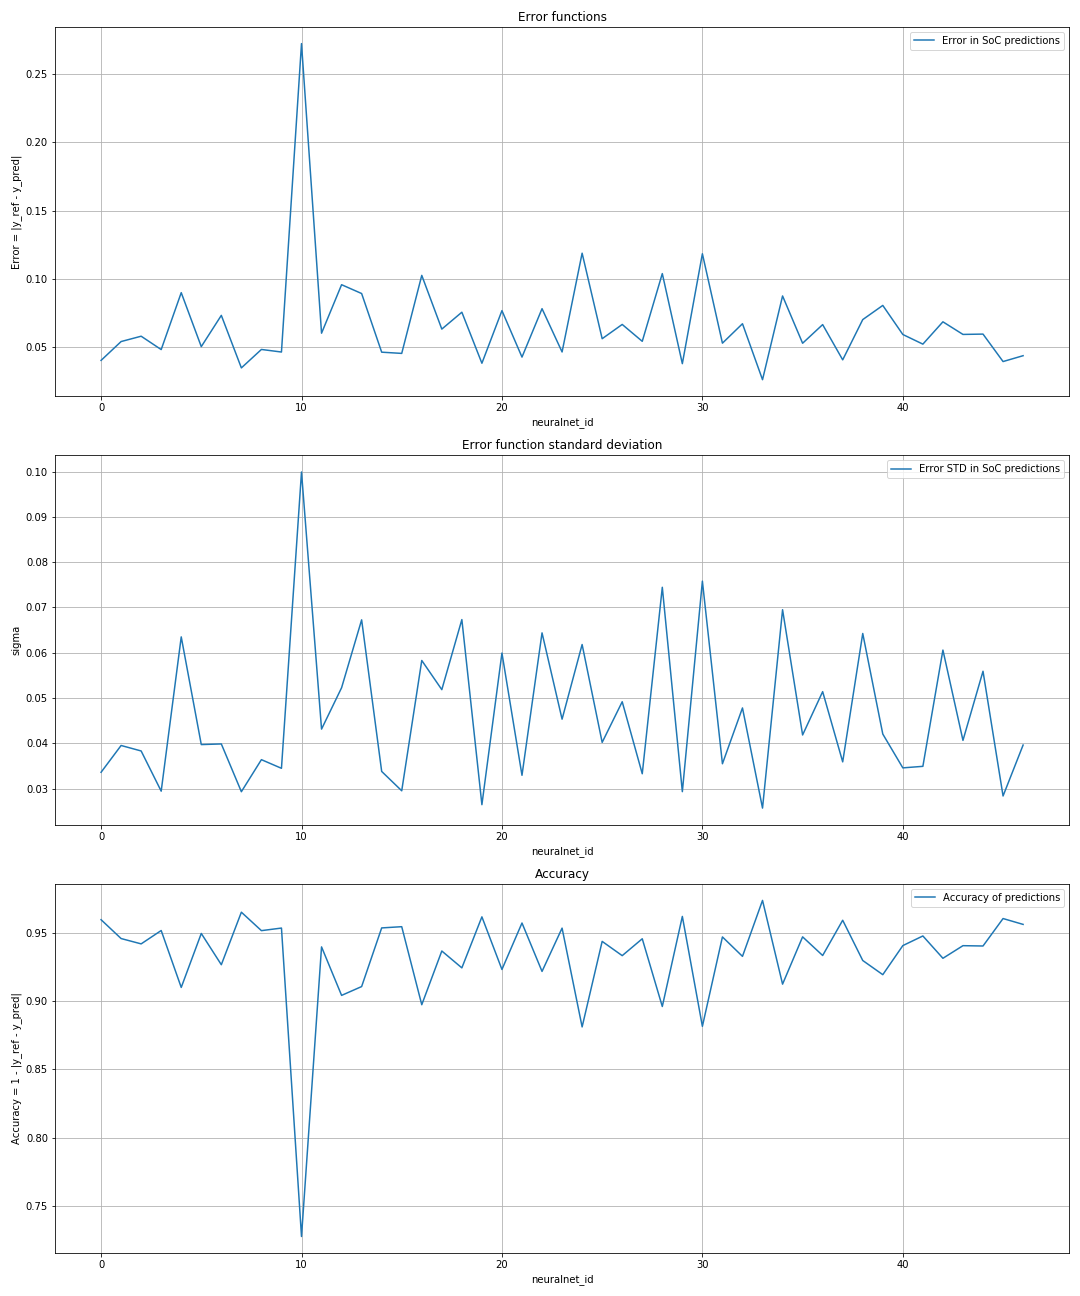 Error functions
Error in SoC predictions
0.25
0.20
0.15
0.10
0.05
Error = |y_ref - y_pred|
0 10 20 30 40
neuralnet_id
Error function standard deviation
Error STD in SoC predictions
0.10
0.09
0.08
0.07
0.06
0.05
0.04
0.03
sigma
0 10 20 30 40
neuralnet_id
Accuracy
Accuracy of predictions
0.95
0.90
0.85
0.80
0.75
Accuracy = 1 - |y_ref - y_pred|
0 10 20 30 40
neuralnet_id